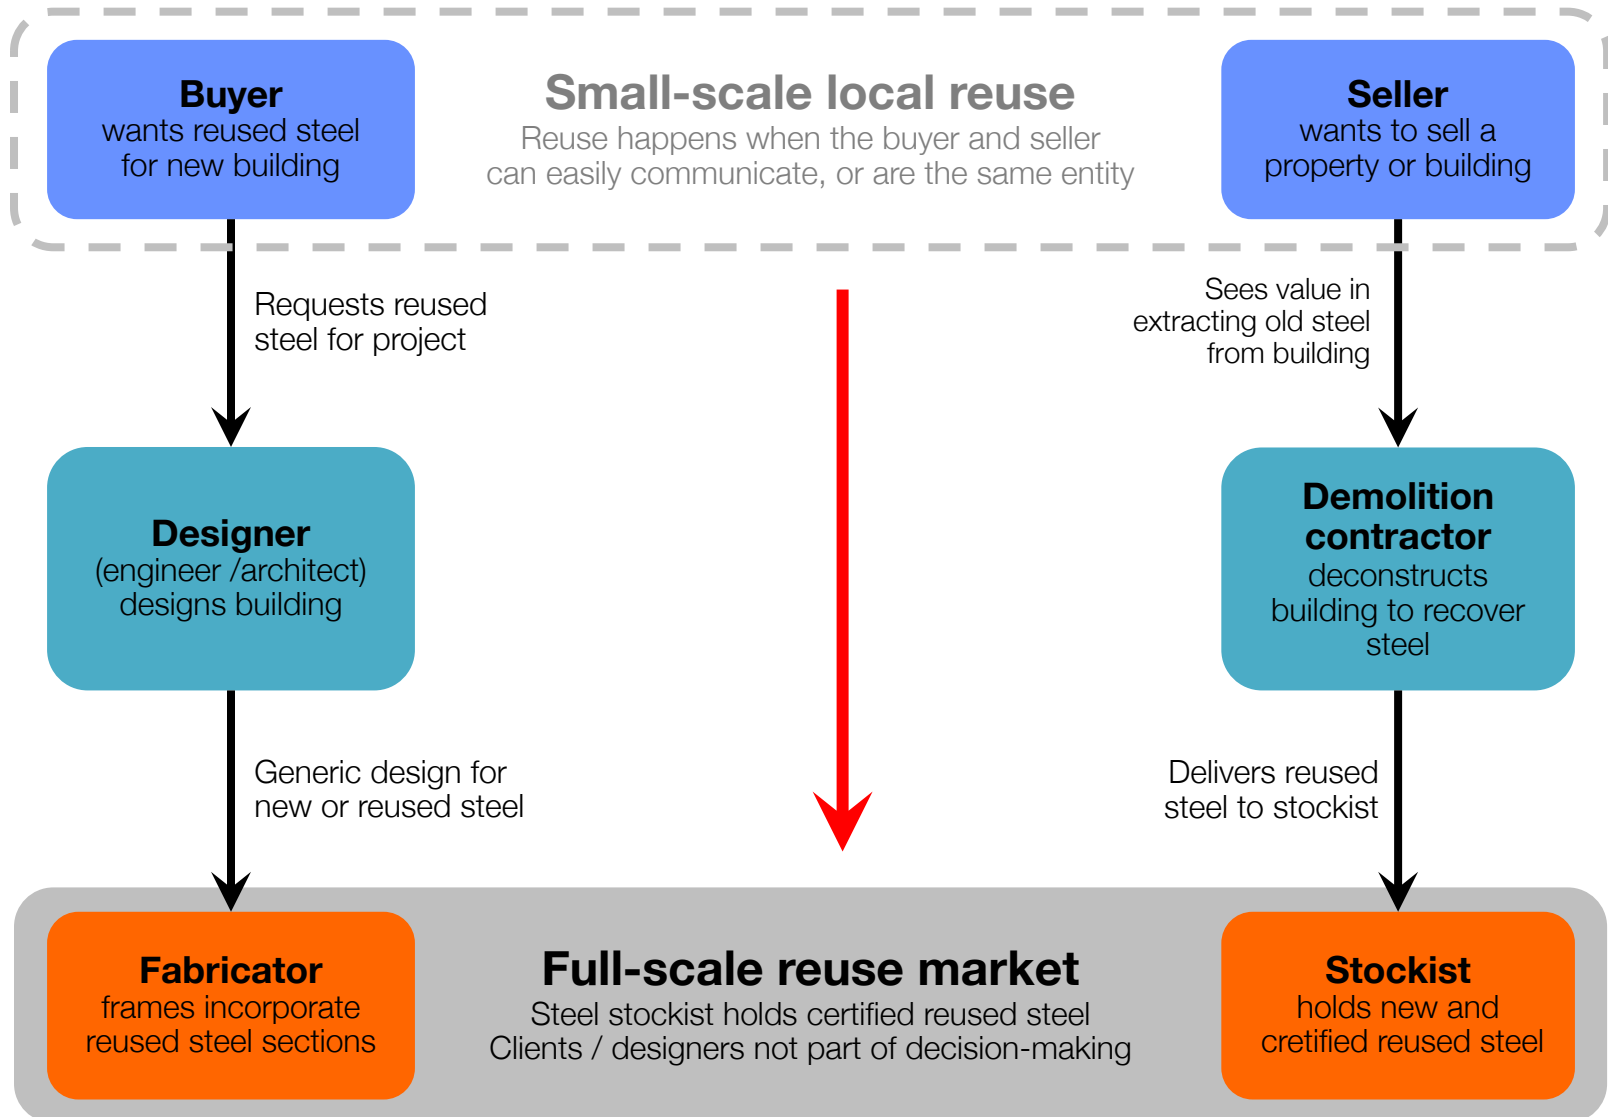 Buyer
wants reused steel
for new building
Small-scale local reuse
Reuse happens when the buyer and seller
can easily communicate, or are the same entity
Seller
wants to sell a
property or building
Requests reused
steel for project
Sees value in
extracting old steel
from building
Designer
(engineer /architect)
designs building
Demolition
contractor
deconstructs
building to recover
steel
Generic design for
new or reused steel
Delivers reused
steel to stockist
Fabricator
frames incorporate
reused steel sections
Full-scale reuse market
Steel stockist holds certified reused steel
Clients / designers not part of decision-making
Stockist
holds new and
cretified reused steel